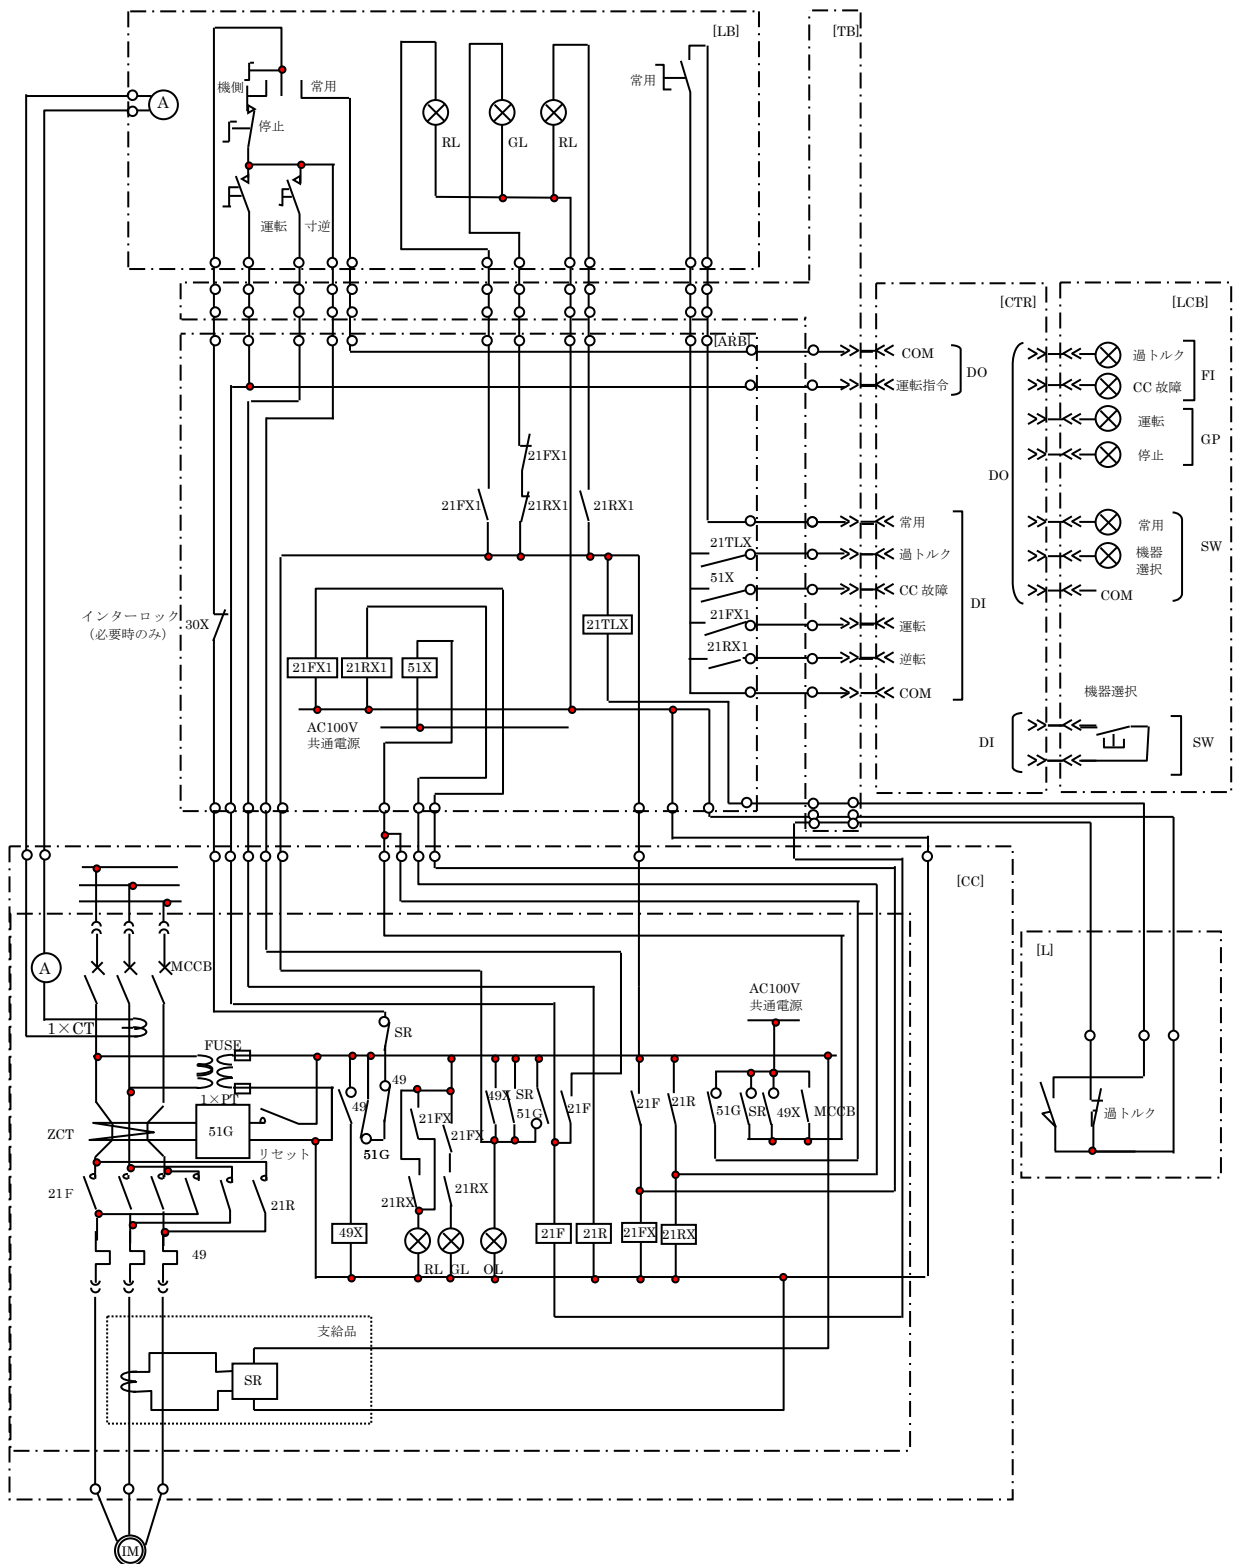 [LB]
[TB]
A
機側
常用
停止
運転
寸逆
RL
GL
RL
常用
[CTR]
[LCB]
[ARB]
COM
運転指令
DO
過トルク
CC 故障
FI
運転
停止
GP
DO
常用
機器
選択
SW
COM
21FX1
21FX1
21RX1
21RX1
常用
21TLX
過トルク
51X
CC 故障
DI
21FX1
運転
21RX1
逆転
COM
インターロック
(必要時のみ)
30X
21TLX
21FX1
21RX1
51X
AC100V
共通電源
機器選択
DI
SW
[CC]
[L]
A
MCCB
1×CT
FUSE
1×PT
ZCT
51G
リセット
SR
49
49
51G
21FX
21FX
21RX
21RX
49X
SR
51G
21F
21F
21R
AC100V
共通電源
51G
SR
49X
MCCB
過トルク
21F
21R
49
49X
RL
GL
OL
21F
21R
21FX
21RX
支給品
SR
IM